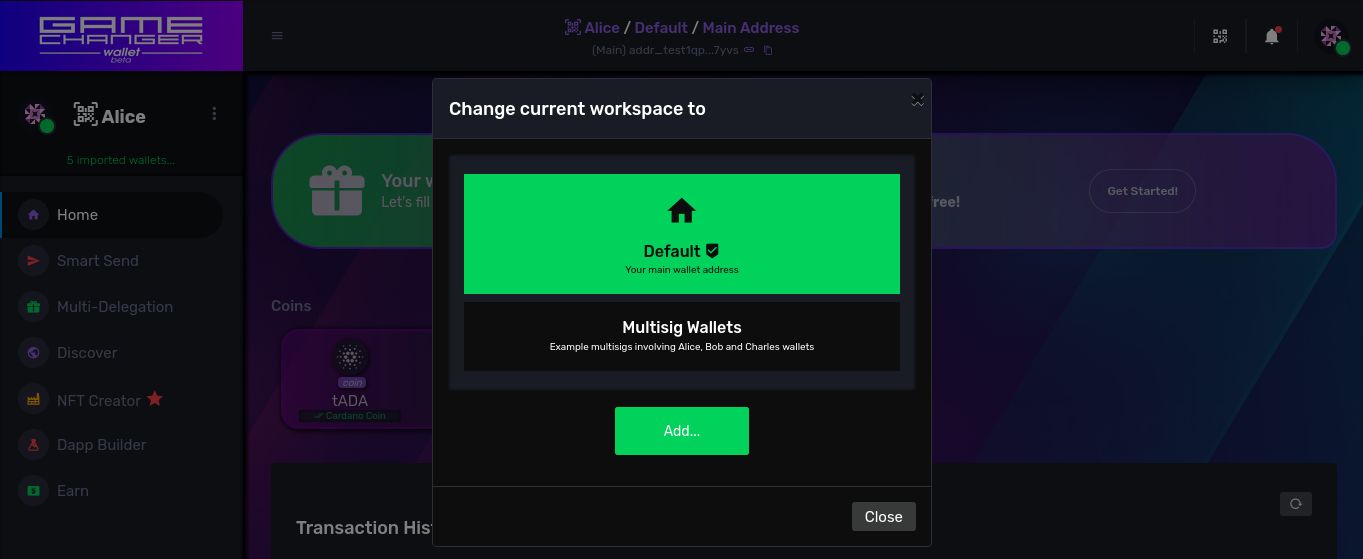 GAME
CHANGER
wallet
beta
Alice / Default / Main Address
(Main) addr_test1qp...7yvs
Alice
5 imported wallets...
Home
Smart Send
Multi-Delegation
Discover
NFT Creator
Dapp Builder
Earn
Your
Let's fill
free!
Get Started!
Coins
coin
tADA
Cardano Coin
Transaction
Change current workspace to
Default
Your main wallet address
Multisig Wallets
Example multisigs involving Alice, Bob and Charles wallets
Add...
Close